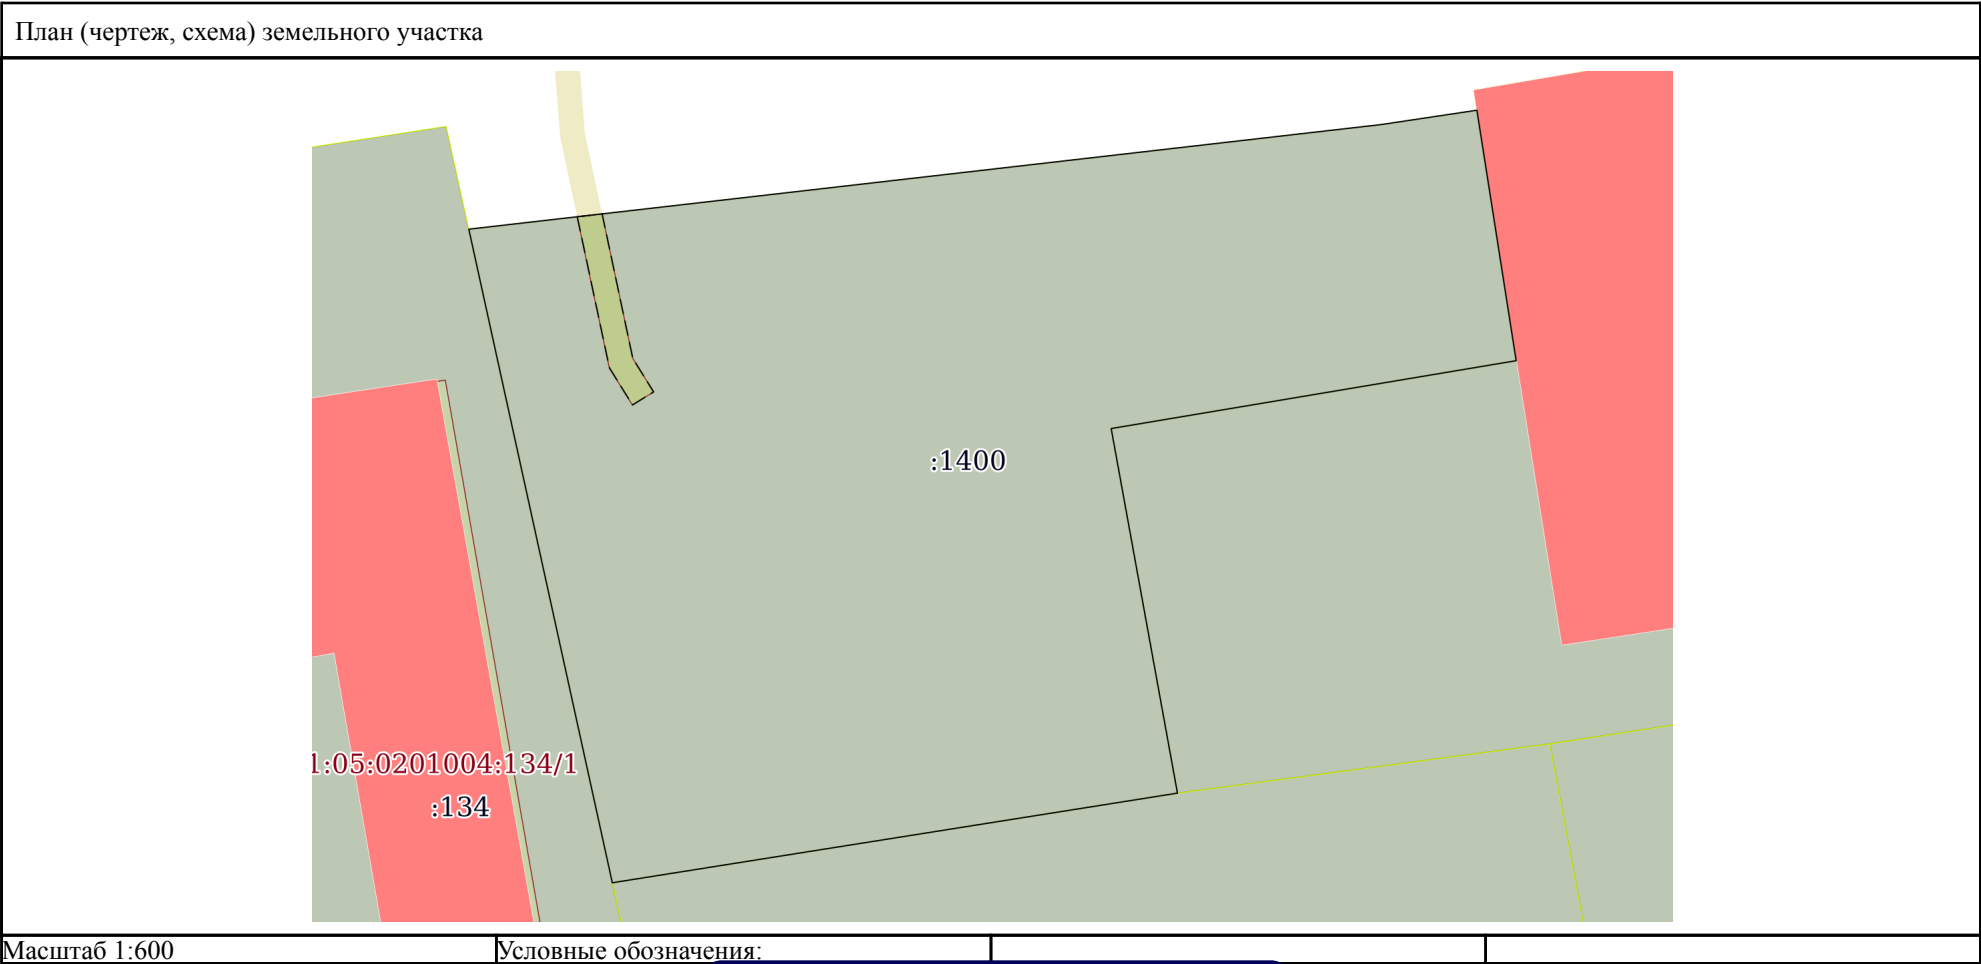 План (чертеж, схема) земельного участка
:1400
1:05:0201004:134/1
:134
Масштаб 1:600
Условные обозначения: